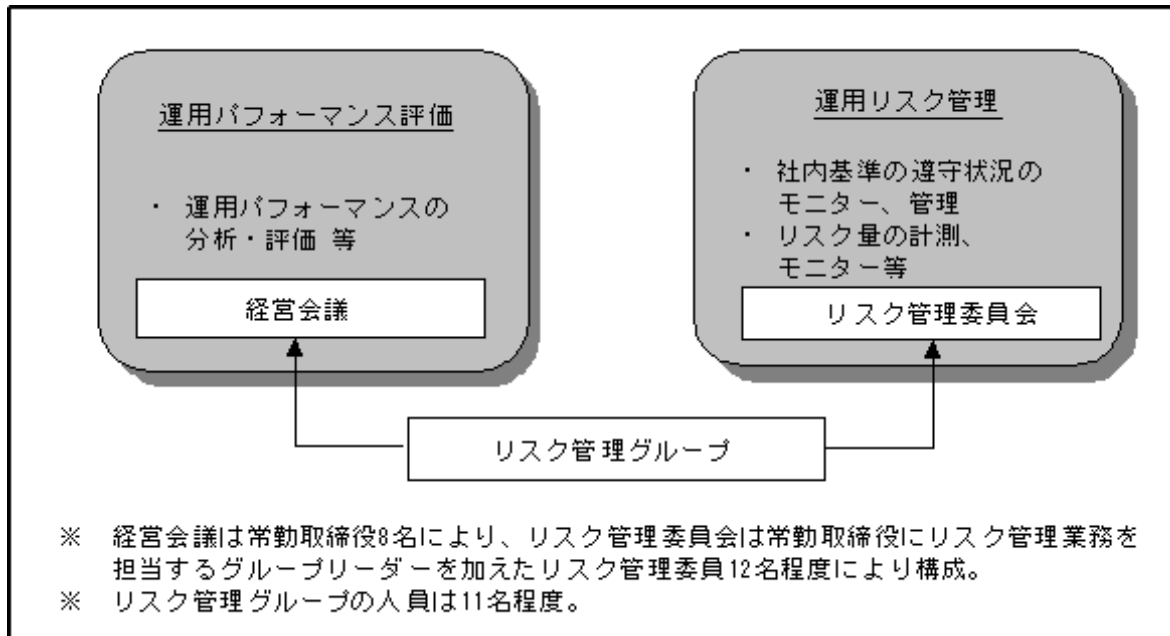 運用パフォーマンス評価
・ 運用パフォーマンスの
分析・評価 等
経営会議
運用リスク管理
・ 社内基準の遵守状況の
モニター、管理
・ リスク量の計測、
モニター等
リスク管理委員会
リスク管理グループ
※ 経営会議は常勤取締役8名により、リスク管理委員会は常勤取締役にリスク管理業務を
担当するグループリーダーを加えたリスク管理委員12名程度により構成。
※ リスク管理グループの人員は11名程度。